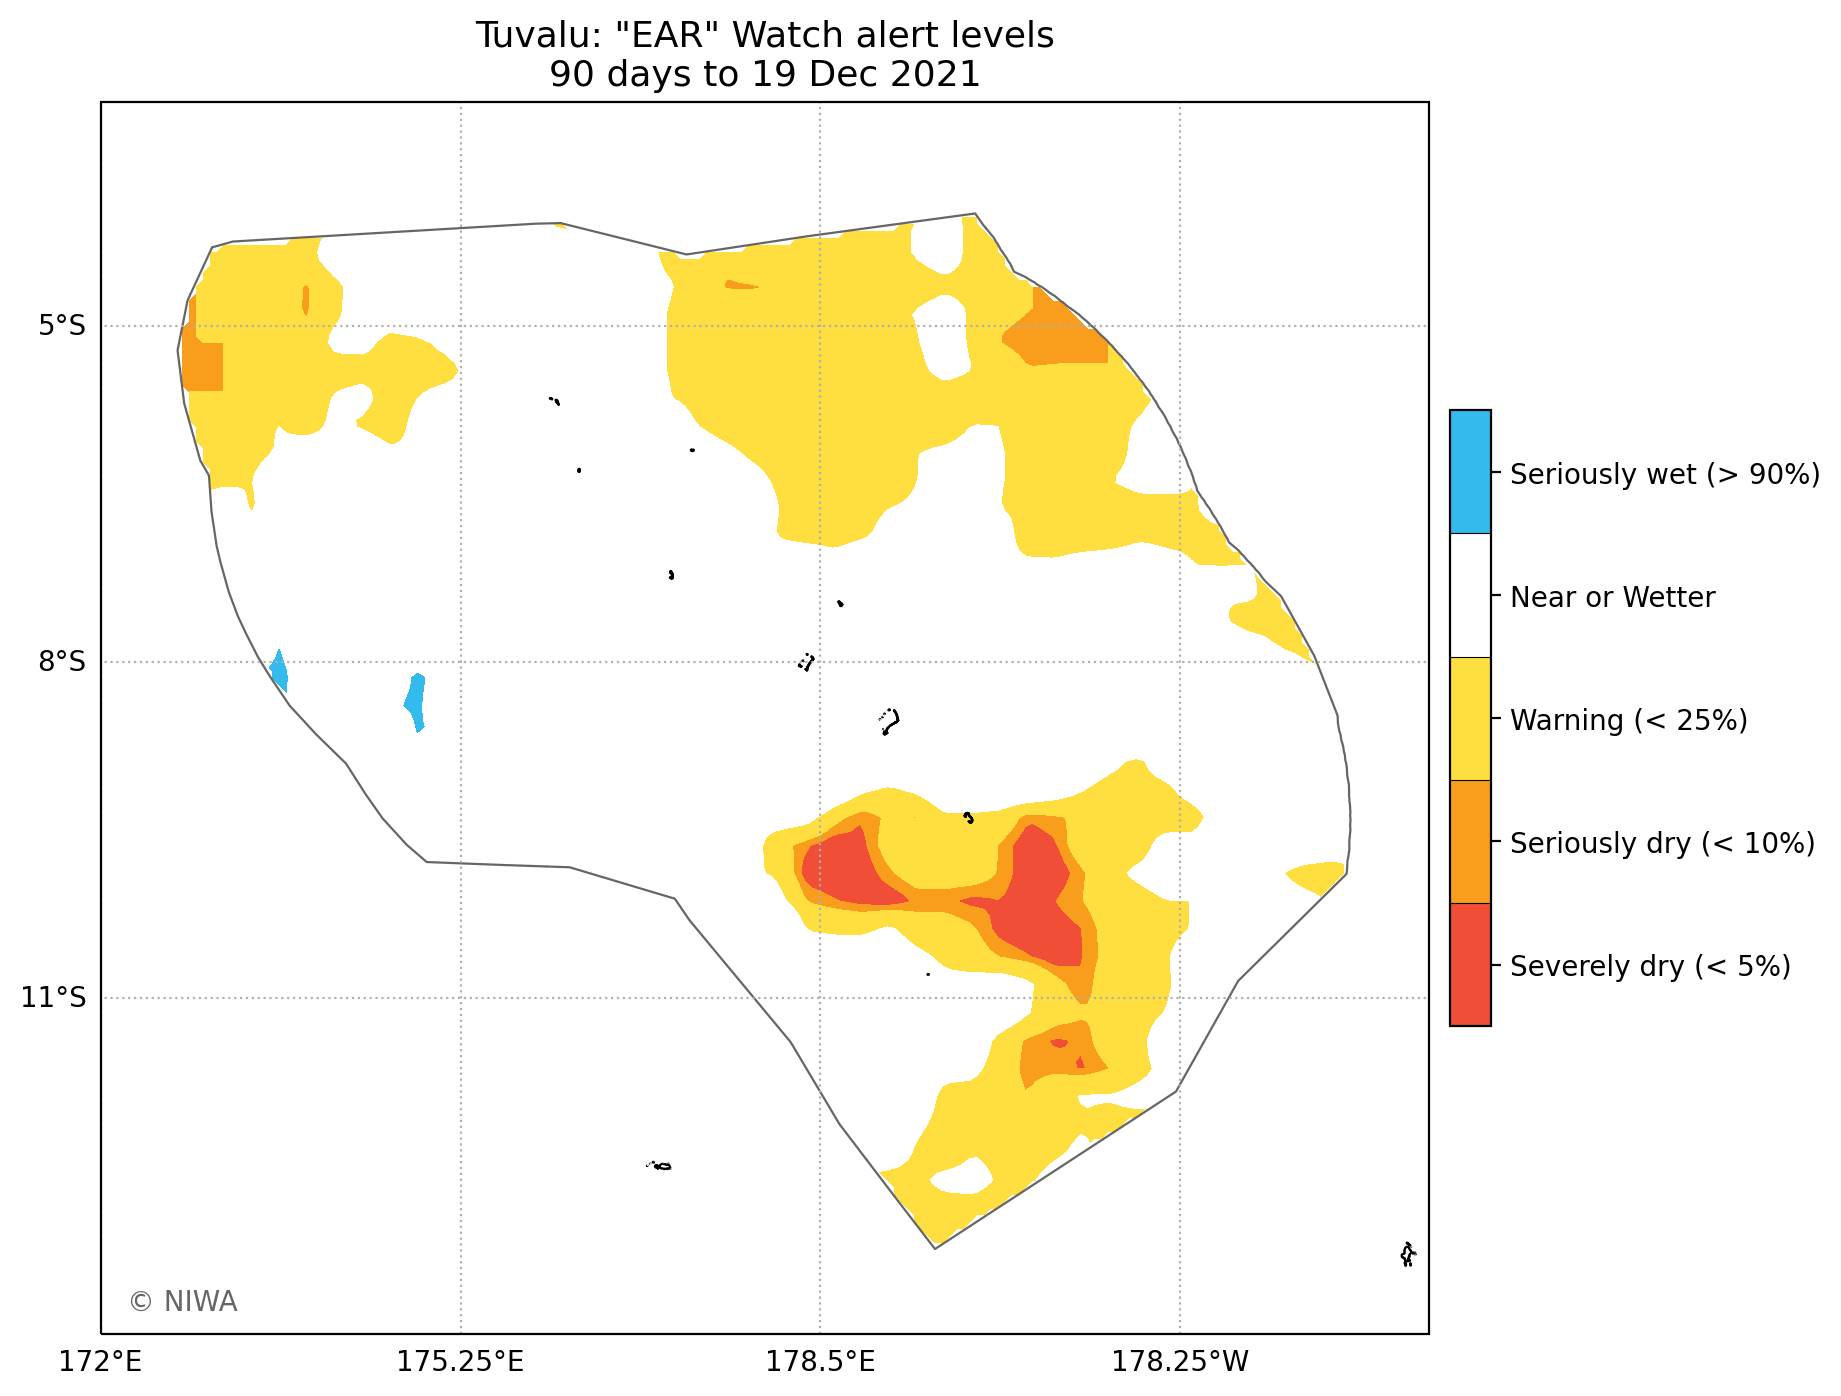 Tuvalu: "EAR" Watch alert levels
90 days to 19 Dec 2021
5°S
8°S
11°S
172°E
175.25°E
178.5°E
178.25°W
Seriously wet (> 90%)
Near or Wetter
Warning (< 25%)
Seriously dry (< 10%)
Severely dry (< 5%)
© NIWA